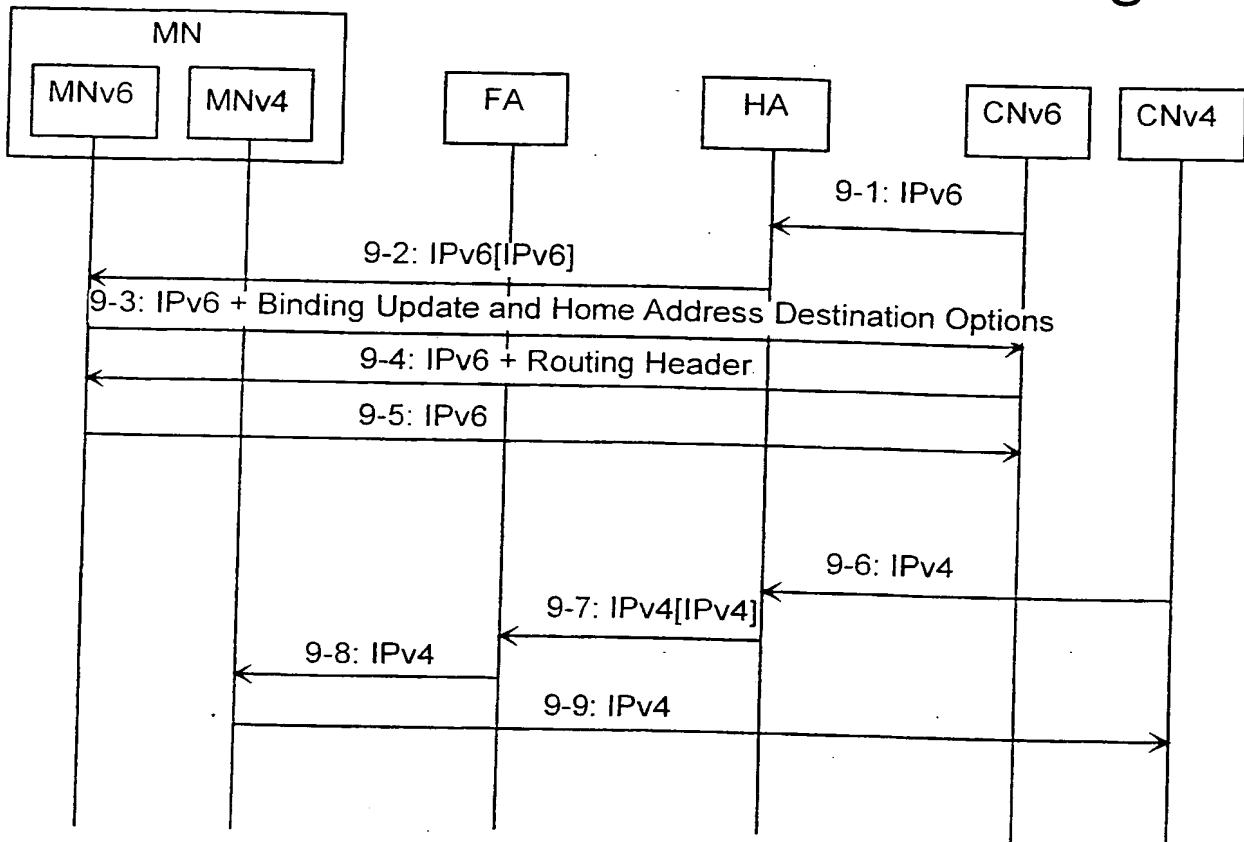 MN
MNv6
MNv4
FA
HA
CNv6
CNv4
9-1: IPv6
9-2: IPv6[IPv6]
9-3: IPv6 + Binding Update and Home Address Destination Options
9-4: IPv6 + Routing Header
9-5: IPv6
9-6: IPv4
9-7: IPv4[IPv4]
9-8: IPv4
9-9: IPv4